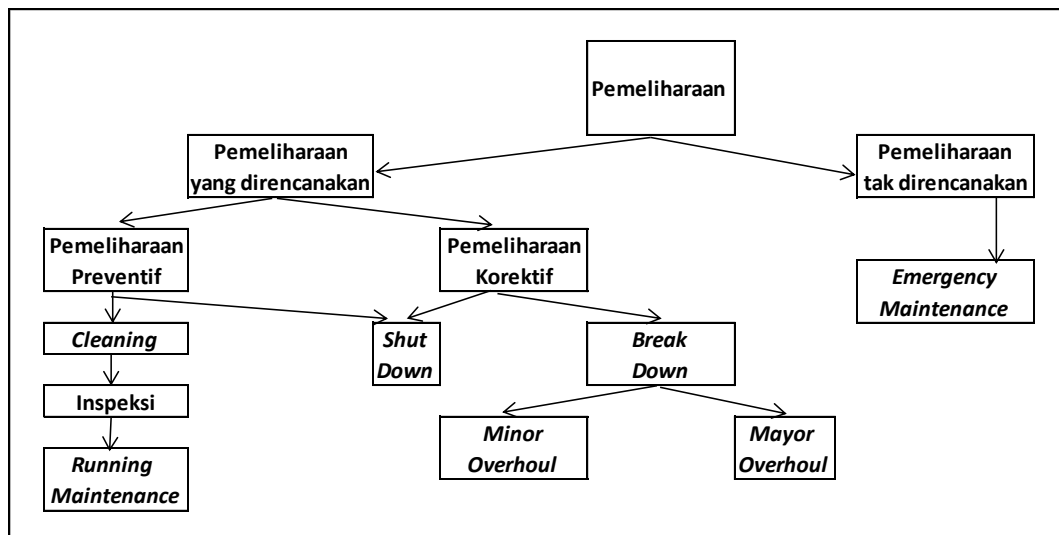 Pemeliharaan
Pemeliharaan
yang direncanakan
Pemeliharaan
tak direncanakan
Pemeliharaan
Preventif
Pemeliharaan
Korektif
Emergency
Maintenance
Cleaning
Shut
Down
Break
Down
Inspeksi
Minor
Overhoul
Mayor
Overhoul
Running
Maintenance